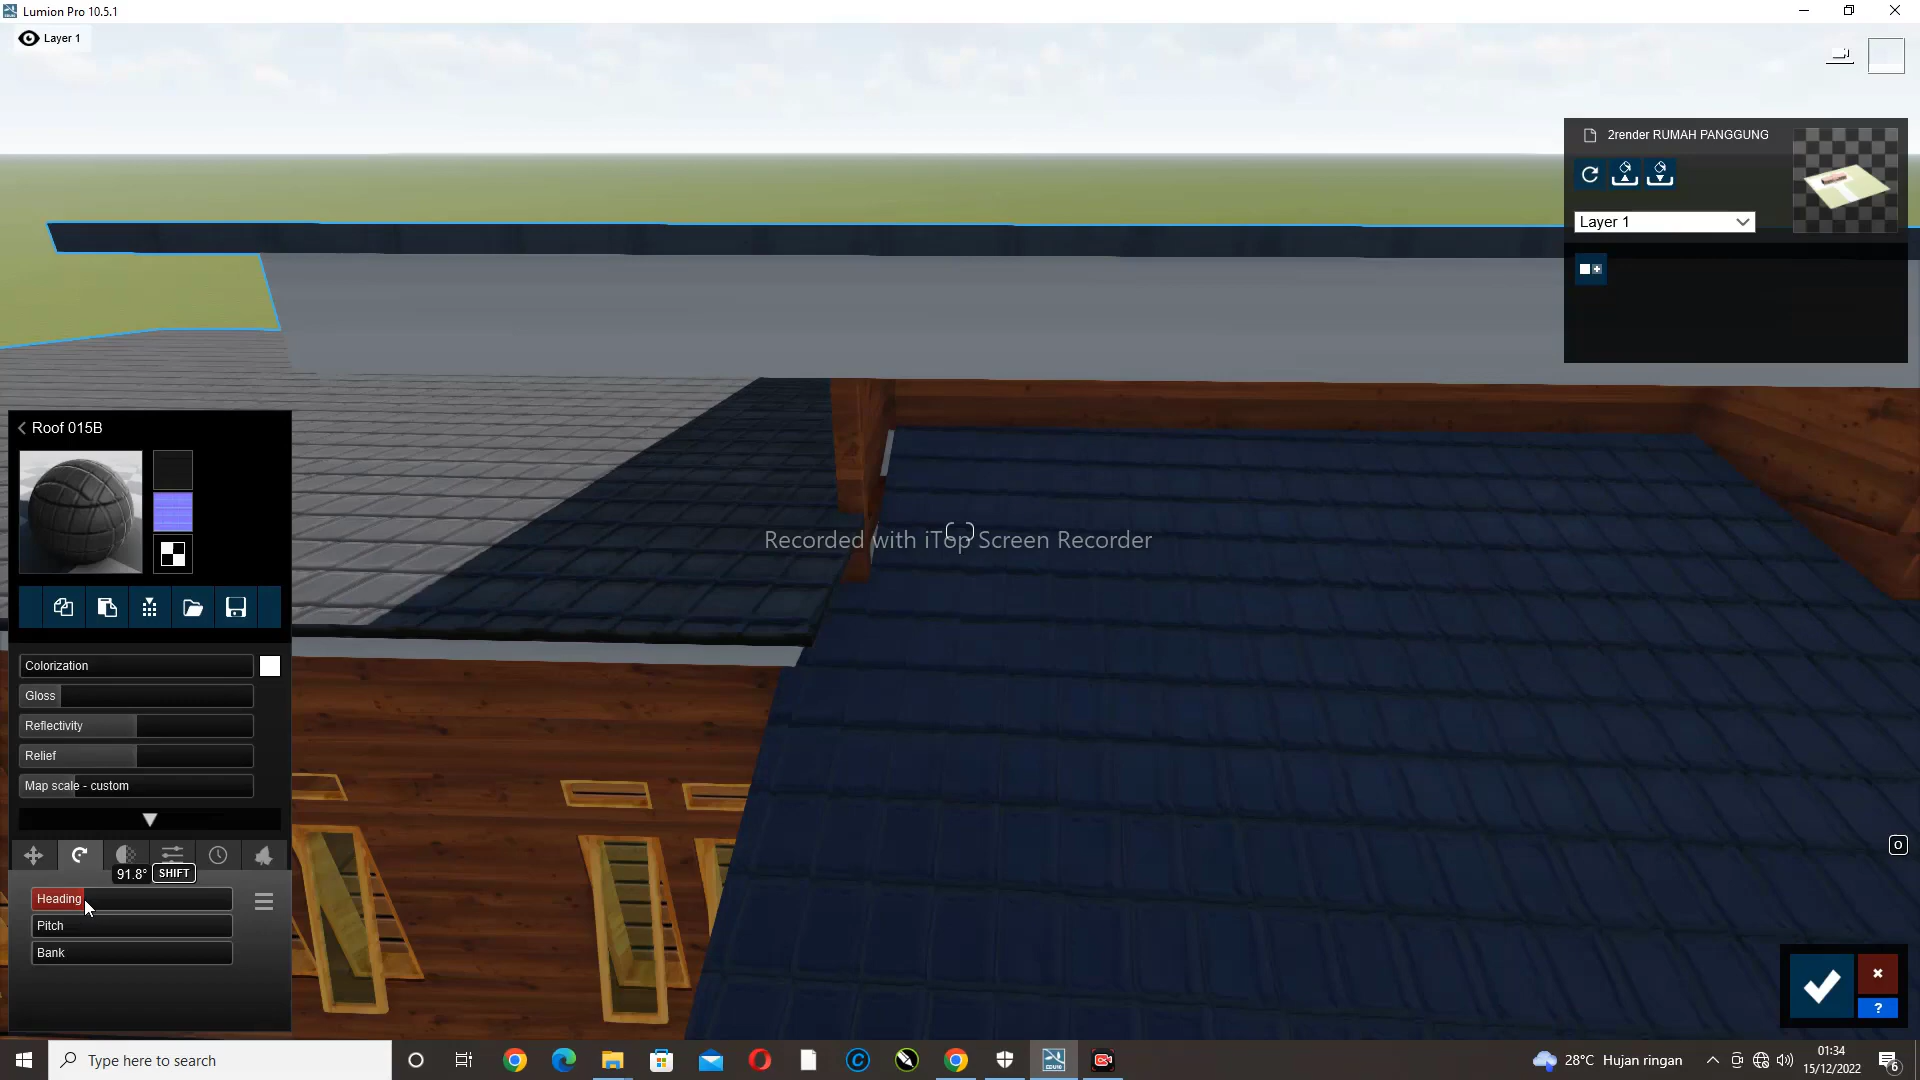 Lumion Pro 10.5.1
Layer 1
2render RUMAH PANGGUNG
Layer 1
Roof 015B
Recorded with iTop Screen Recorder
Colorization
Gloss
Reflectivity
Relief
Map scale - custom
91.8° SHIFT
Heading
Pitch
Bank
O
?
Type here to search
28°C Hujan ringan
01:34
15/12/2022
6